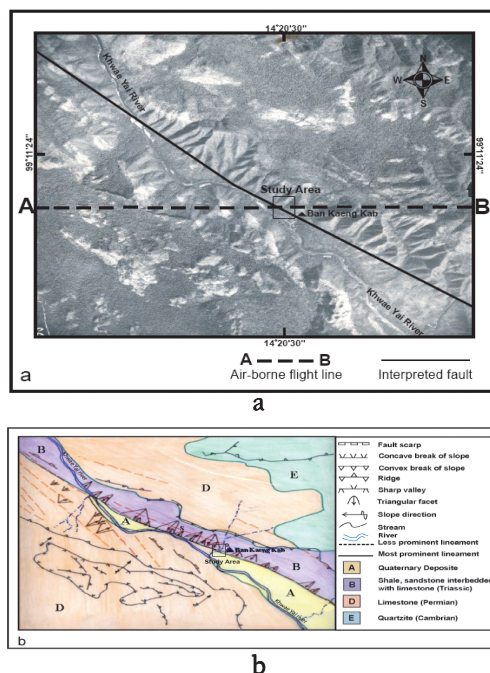 14°20'30"
Khwae Yai River
N
W E
S
99°11'24"
99°11'24"
Study Area
A B
Ban Kaeng Kab
Khwae Yai River
14°20'30"
A B
a Air-borne flight line Interpreted fault
a
B
D
E
A
Ban Kaeng Kab
Study Area
B
A
D
Khwae Yai River
b
Fault scarp
Concave break of slope
Convex break of slope
Ridge
Sharp valley
Triangular facet
Slope direction
Stream
River
Less prominent lineament
Most prominent lineament
A Quaternary Deposite
B Shale, sandstone interbedded
with limestone (Triassic)
D Limestone (Permian)
E Quartzite (Cambrian)
b